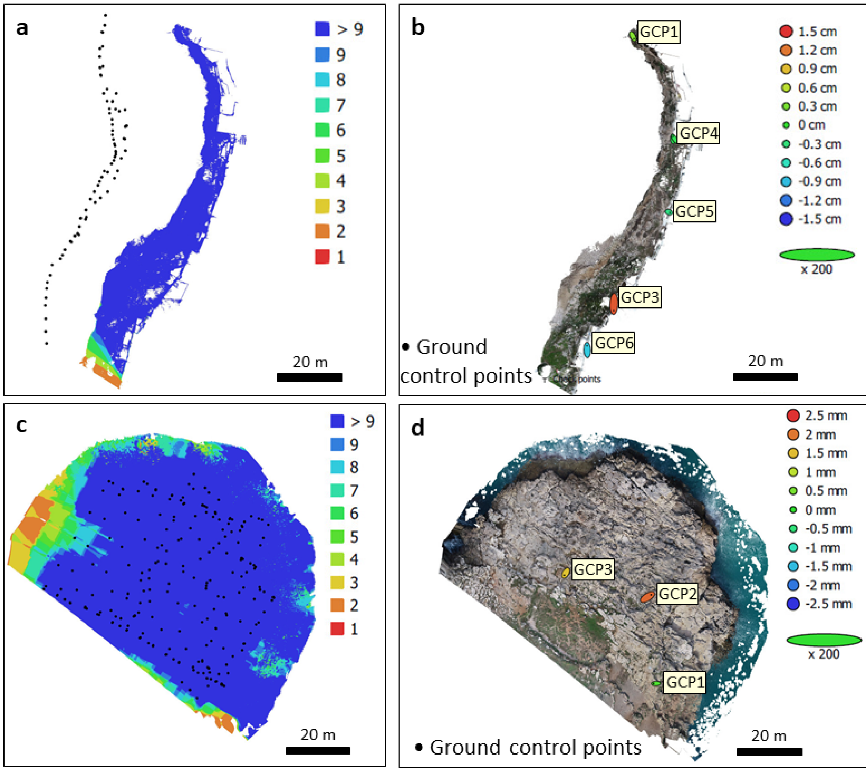 a
> 9
9
8
7
6
5
4
3
2
1
20 m
b
GCP1
GCP4
GCP5
GCP3
GCP6
1.5 cm
1.2 cm
0.9 cm
0.6 cm
0.3 cm
0 cm
-0.3 cm
-0.6 cm
-0.9 cm
-1.2 cm
-1.5 cm
x 200
• Ground
control points
points
20 m
c
> 9
9
8
7
6
5
4
3
2
1
20 m
d
GCP3
GCP2
GCP1
2.5 mm
2 mm
1.5 mm
1 mm
0.5 mm
0 mm
-0.5 mm
-1 mm
-1.5 mm
-2 mm
-2.5 mm
x 200
• Ground control points
20 m